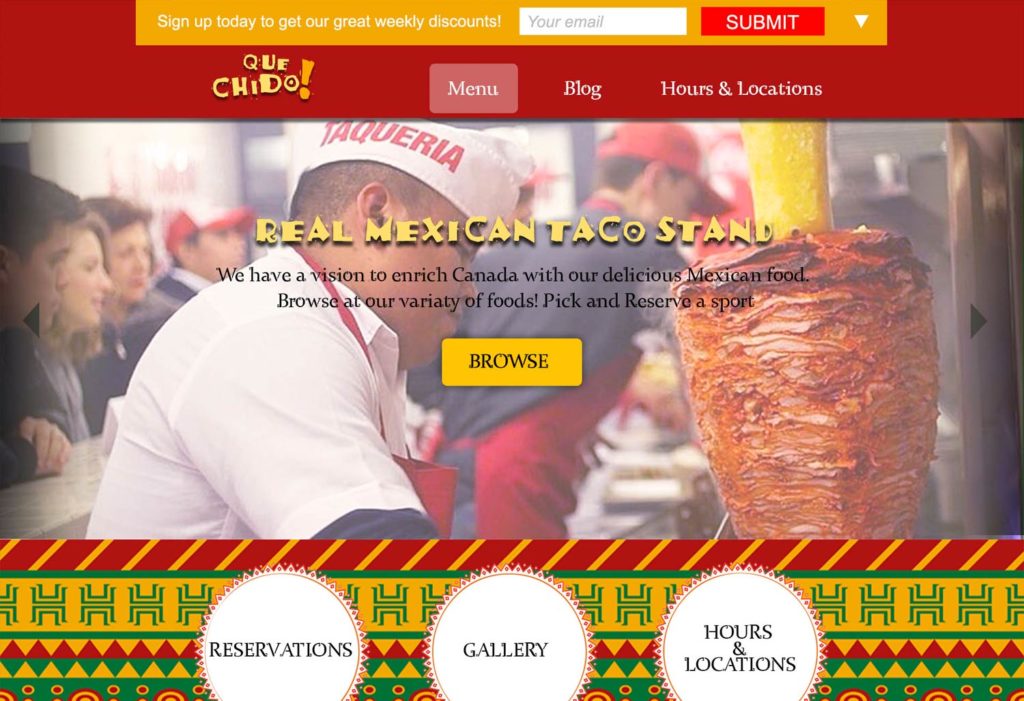 Sign up today to get our great weekly discounts!
Your email
SUBMIT
QUE
CHIDO!
Menu
Blog
Hours & Locations
TAQUERIA
REAL MEXICAN TACO STAND
We have a vision to enrich Canada with our delicious Mexican food.
Browse at our variaty of foods! Pick and Reserve a sport
BROWSE
RESERVATIONS
GALLERY
HOURS
&
LOCATIONS